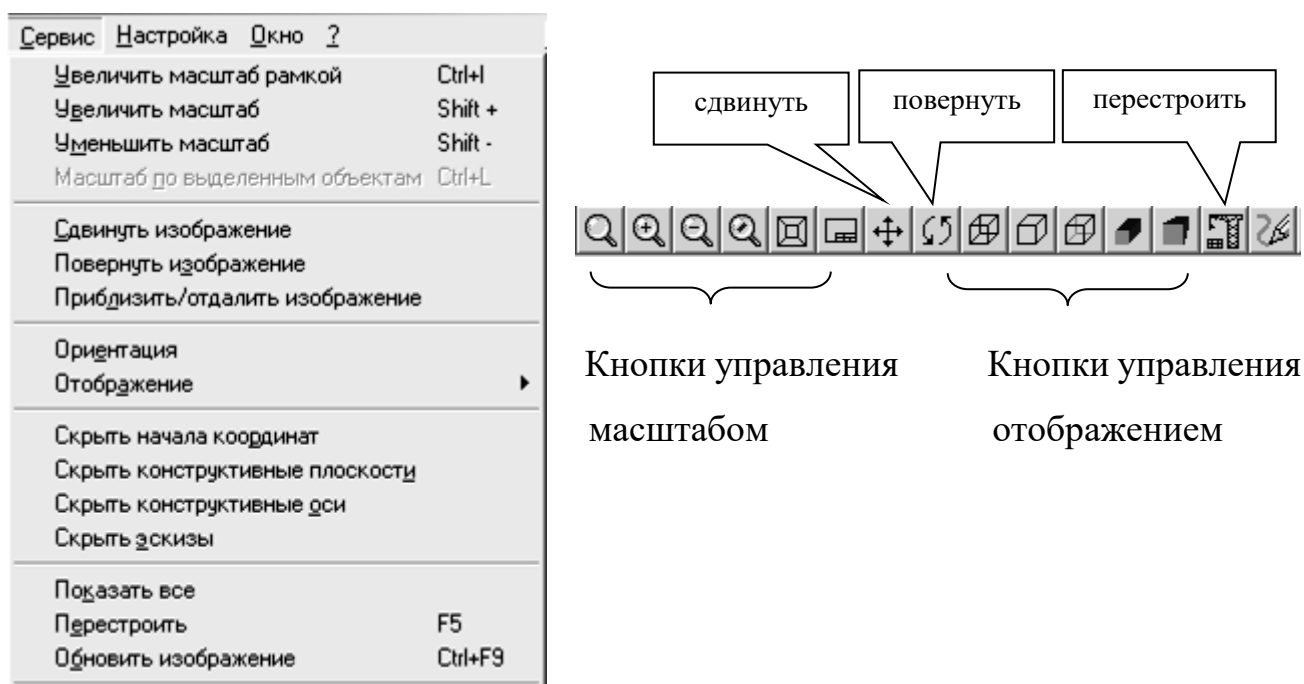 Сервис Настройка Окно ?
Увеличить масштаб рамкой Ctrl+I
Увеличить масштаб Shift +
Уменьшить масштаб Shift -
Масштаб по выделенным объектам Ctrl+L
Сдвинуть изображение
Повернуть изображение
Приблизить/отдалить изображение
Ориентация
Отображение
Скрыть начала координат
Скрыть конструктивные плоскости
Скрыть конструктивные оси
Скрыть эскизы
Показать все
Перестроить F5
Обновить изображение Ctrl+F9
сдвинуть
повернуть
перестроить
Кнопки управления
масштабом
Кнопки управления
отображением